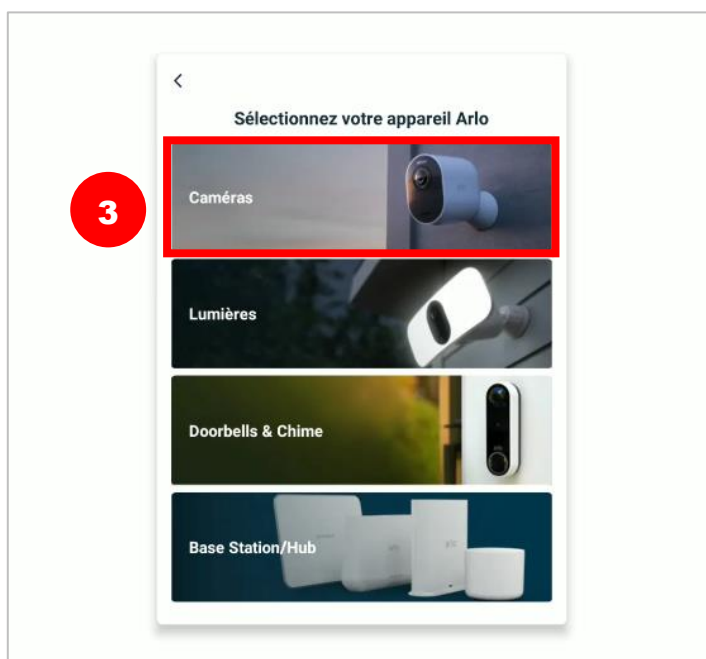 Sélectionnez votre appareil Arlo
3
Caméras
Lumières
Doorbells & Chime
Base Station/Hub